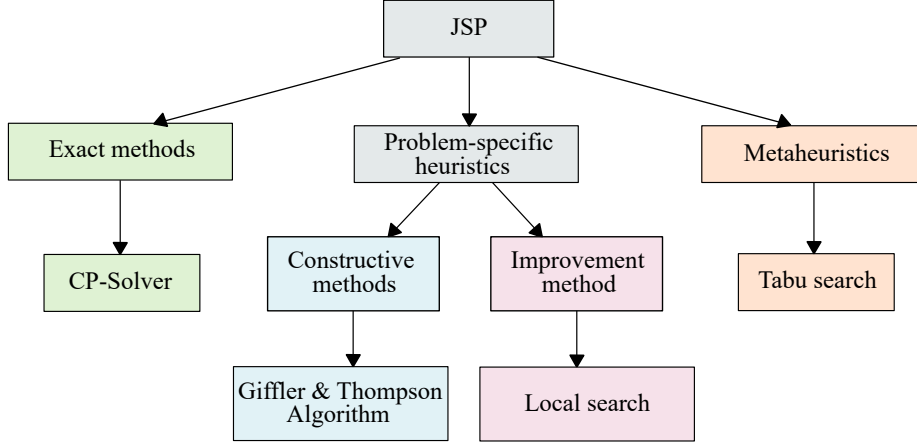 JSP
Exact methods
Problem-specific
heuristics
Metaheuristics
CP-Solver
Constructive
methods
Improvement
method
Tabu search
Giffler & Thompson
Algorithm
Local search